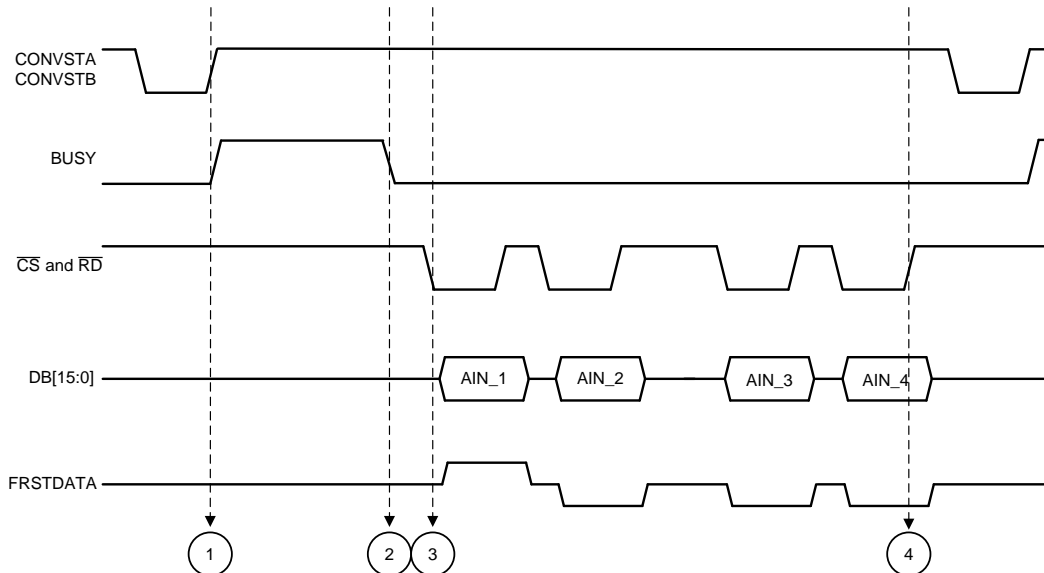 CONVSTA
CONVSTB
BUSY
CS and RD
DB[15:0]
AIN_1 AIN_2 AIN_3 AIN_4
FRSTDATA
1 2 3 4